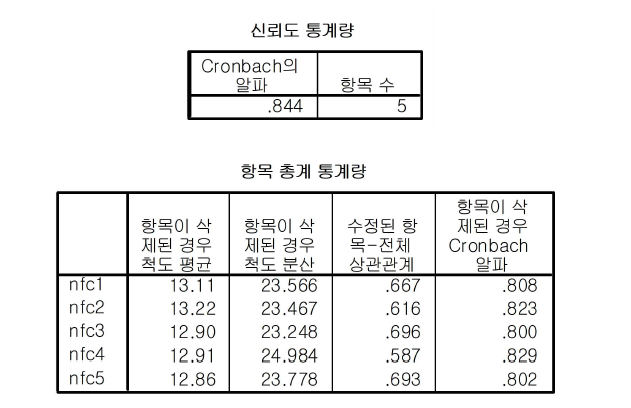 신뢰도 통계량
Cronbach의 알파 항목 수
.844 5
항목 총계 통계량
항목이 삭 항목이 삭 수정된 항 항목이 삭
제된 경우 제된 경우 목-전체 제된 경우
척도 평균 척도 분산 상관관계 Cronbach
알파
nfc1 13.11 23.566 .667 .808
nfc2 13.22 23.467 .616 .823
nfc3 12.90 23.248 .696 .800
nfc4 12.91 24.984 .587 .829
nfc5 12.86 23.778 .693 .802